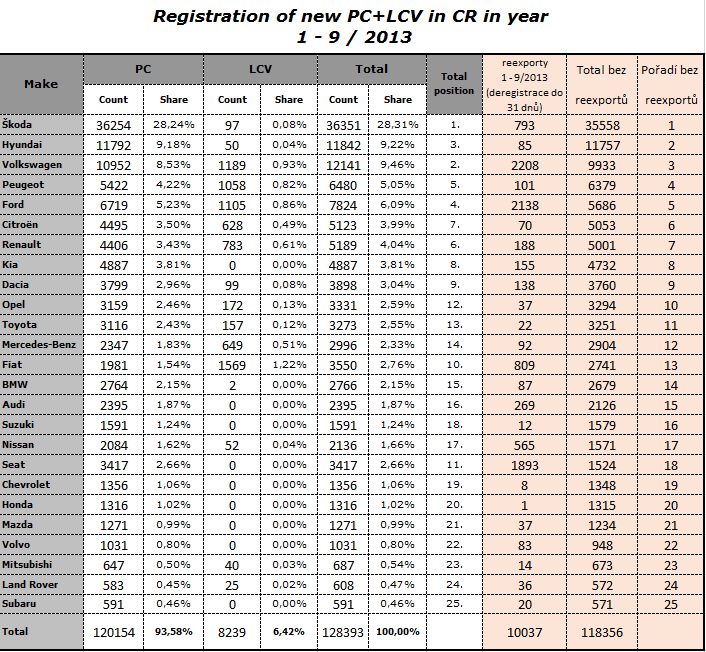 Registration of new PC+LCV in CR in year
1 - 9 / 2013
Make PC LCV Total Total position reexporty 1 - 9/2013 (deregistrace do 31 dnů) Total bez reexportů Pořadí bez reexportů
Count Share Count Share Count Share
Škoda 36254 28,24% 97 0,08% 36351 28,31% 1. 793 35558 1
Hyundai 11792 9,18% 50 0,04% 11842 9,22% 3. 85 11757 2
Volkswagen 10952 8,53% 1189 0,93% 12141 9,46% 2. 2208 9933 3
Peugeot 5422 4,22% 1058 0,82% 6480 5,05% 5. 101 6379 4
Ford 6719 5,23% 1105 0,86% 7824 6,09% 4. 2138 5686 5
Citroën 4495 3,50% 628 0,49% 5123 3,99% 7. 70 5053 6
Renault 4406 3,43% 783 0,61% 5189 4,04% 6. 188 5001 7
Kia 4887 3,81% 0 0,00% 4887 3,81% 8. 155 4732 8
Dacia 3799 2,96% 99 0,08% 3898 3,04% 9. 138 3760 9
Opel 3159 2,46% 172 0,13% 3331 2,59% 12. 37 3294 10
Toyota 3116 2,43% 157 0,12% 3273 2,55% 13. 22 3251 11
Mercedes-Benz 2347 1,83% 649 0,51% 2996 2,33% 14. 92 2904 12
Fiat 1981 1,54% 1569 1,22% 3550 2,76% 10. 809 2741 13
BMW 2764 2,15% 2 0,00% 2766 2,15% 15. 87 2679 14
Audi 2395 1,87% 0 0,00% 2395 1,87% 16. 269 2126 15
Suzuki 1591 1,24% 0 0,00% 1591 1,24% 18. 12 1579 16
Nissan 2084 1,62% 52 0,04% 2136 1,66% 17. 565 1571 17
Seat 3417 2,66% 0 0,00% 3417 2,66% 11. 1893 1524 18
Chevrolet 1356 1,06% 0 0,00% 1356 1,06% 19. 8 1348 19
Honda 1316 1,02% 0 0,00% 1316 1,02% 20. 1 1315 20
Mazda 1271 0,99% 0 0,00% 1271 0,99% 21. 37 1234 21
Volvo 1031 0,80% 0 0,00% 1031 0,80% 22. 83 948 22
Mitsubishi 647 0,50% 40 0,03% 687 0,54% 23. 14 673 23
Land Rover 583 0,45% 25 0,02% 608 0,47% 24. 36 572 24
Subaru 591 0,46% 0 0,00% 591 0,46% 25. 20 571 25
Total 120154 93,58% 8239 6,42% 128393 100,00% 10037 118356